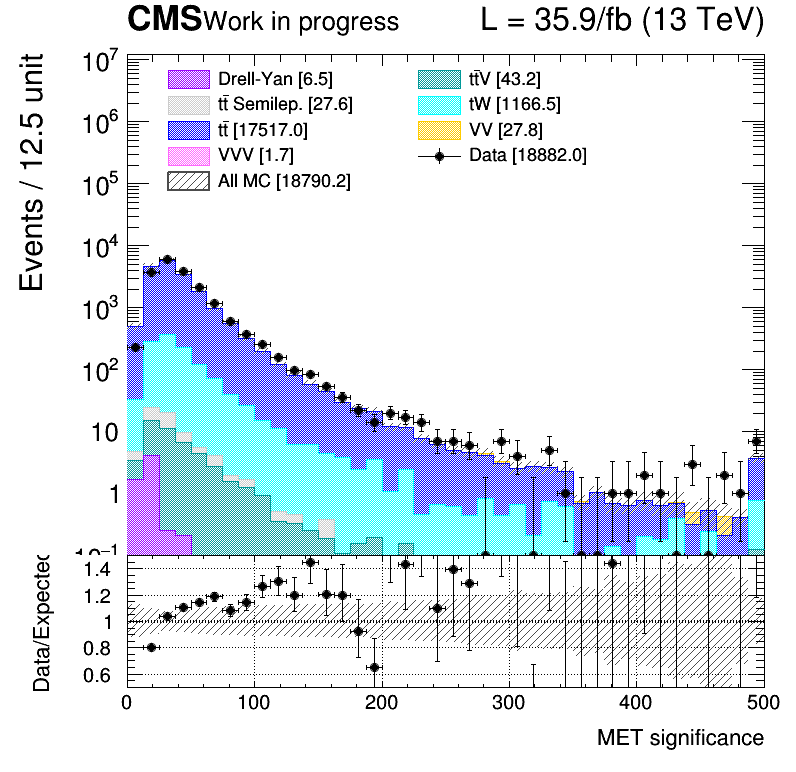 CMS Work in progress L = 35.9/fb (13 TeV)
Events / 12.5 unit
10⁷
10⁶
10⁵
10⁴
10³
10²
10
1
10⁻¹
Drell-Yan [6.5]
tt̄ Semilep. [27.6]
tt̄ [17517.0]
VVV [1.7]
All MC [18790.2]
tt̄V [43.2]
tW [1166.5]
VV [27.8]
Data [18882.0]
Data/Expected
1.4
1.2
1
0.8
0.6
0 100 200 300 400 500
MET significance